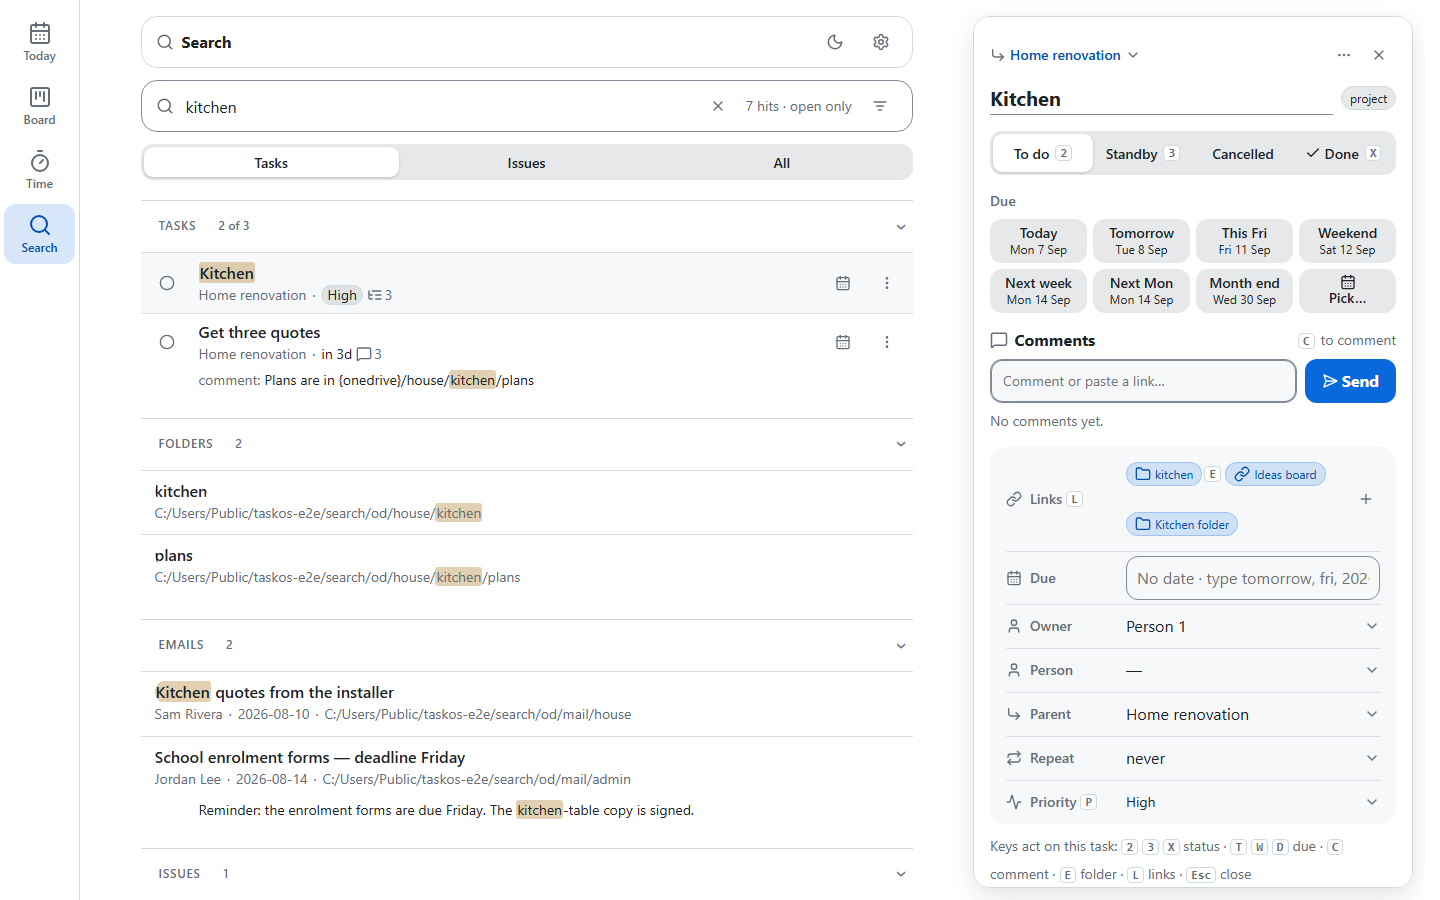 Today
Board
Time
Search
Search
kitchen
7 hits · open only
Tasks
Issues
All
TASKS 2 of 3
Kitchen
Home renovation · High 3
Get three quotes
Home renovation · in 3d 3
comment: Plans are in {onedrive}/house/kitchen/plans
FOLDERS 2
kitchen
C:/Users/Public/taskos-e2e/search/od/house/kitchen
plans
C:/Users/Public/taskos-e2e/search/od/house/kitchen/plans
EMAILS 2
Kitchen quotes from the installer
Sam Rivera · 2026-08-10 · C:/Users/Public/taskos-e2e/search/od/mail/house
School enrolment forms — deadline Friday
Jordan Lee · 2026-08-14 · C:/Users/Public/taskos-e2e/search/od/mail/admin
Reminder: the enrolment forms are due Friday. The kitchen-table copy is signed.
ISSUES 1
Home renovation
Kitchen
project
To do 2
Standby 3
Cancelled
Done X
Due
Today
Mon 7 Sep
Tomorrow
Tue 8 Sep
This Fri
Fri 11 Sep
Weekend
Sat 12 Sep
Next week
Mon 14 Sep
Next Mon
Mon 14 Sep
Month end
Wed 30 Sep
Pick...
Comments
C to comment
Comment or paste a link...
Send
No comments yet.
Links L
kitchen E Ideas board
Kitchen folder
Due
No date · type tomorrow, fri, 202
Owner Person 1
Person —
Parent Home renovation
Repeat never
Priority P High
Keys act on this task: 2 3 X status · T W D due · C
comment · E folder · L links · Esc close